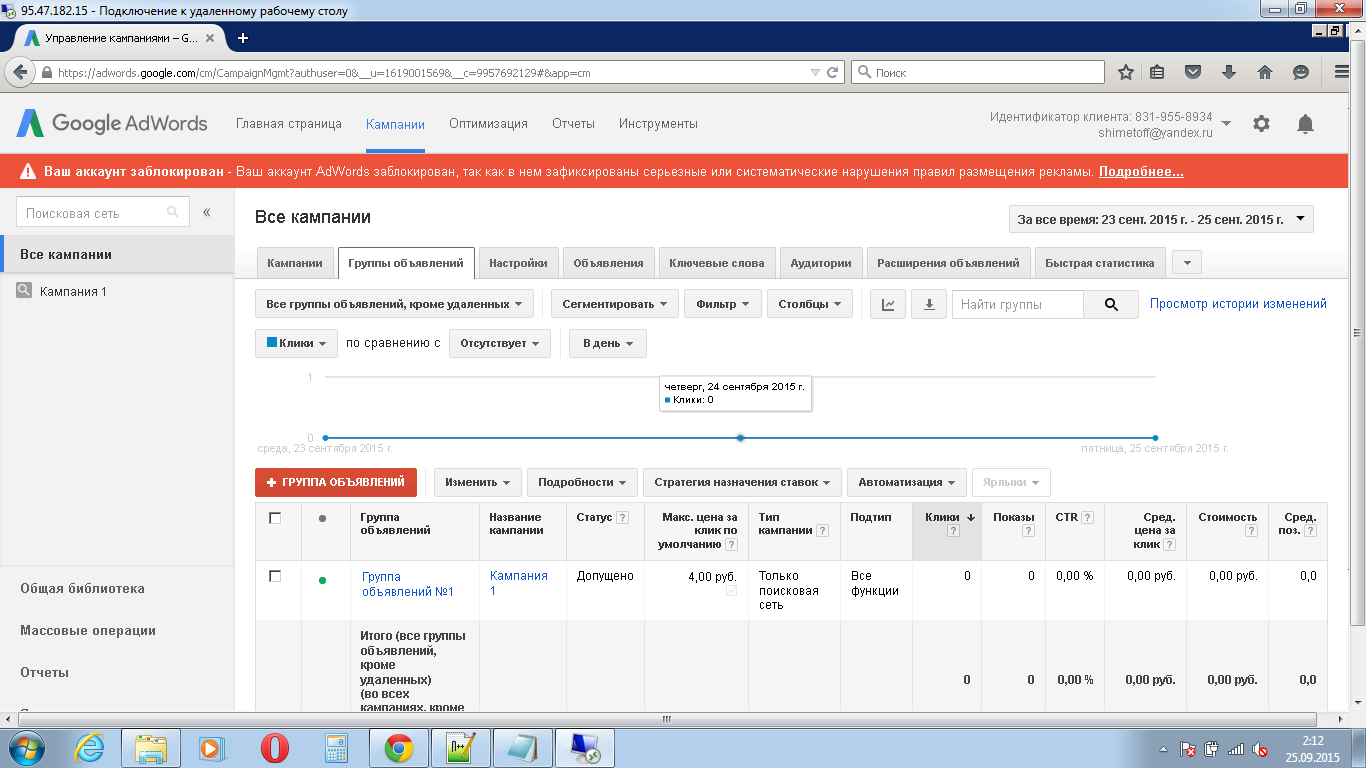 95.47.182.15 - Подключение к удаленному рабочему столу
Управление кампаниями – G...
https://adwords.google.com/cm/CampaignMgmt?authuser=0&__u=1619001569&__c=9957692129#&app=cm
Поиск
Google AdWords
Главная страница
Кампании
Оптимизация
Отчеты
Инструменты
Идентификатор клиента: 831-955-8934
shimetoff@yandex.ru
Ваш аккаунт заблокирован - Ваш аккаунт AdWords заблокирован, так как в нем зафиксированы серьезные или систематические нарушения правил размещения рекламы. Подробнее...
Поисковая сеть
«
Все кампании
Кампания 1
Общая библиотека
Массовые операции
Отчеты
Все кампании
За все время: 23 сент. 2015 г. - 25 сент. 2015 г.
Кампании
Группы объявлений
Настройки
Объявления
Ключевые слова
Аудитории
Расширения объявлений
Быстрая статистика
Все группы объявлений, кроме удаленных
Сегментировать
Фильтр
Столбцы
Найти группы
Просмотр истории изменений
Клики
по сравнению с
Отсутствует
В день
1
четверг, 24 сентября 2015 г.
Клики: 0
0
среда, 23 сентября 2015 г.
пятница, 25 сентября 2015 г.
+ ГРУППА ОБЪЯВЛЕНИЙ
Изменить
Подробности
Стратегия назначения ставок
Автоматизация
Ярлыки
Группа
объявлений
Название
кампании
Статус ?
Макс. цена за
клик по
умолчанию ?
Тип
кампании ?
Подтип
Клики
?
Показы
?
CTR ?
Сред.
цена за
клик ?
Стоимость
?
Сред.
поз. ?
Группа
объявлений №1
Кампания
1
Допущено
4,00 руб.
Только
поисковая
сеть
Все
функции
0
0
0,00 %
0,00 руб.
0,00 руб.
0,0
Итого (все группы
объявлений,
кроме
удаленных)
(во всех
кампаниях, кроме
0
0
0,00 %
0,00 руб.
0,00 руб.
0,0
2:12
25.09.2015